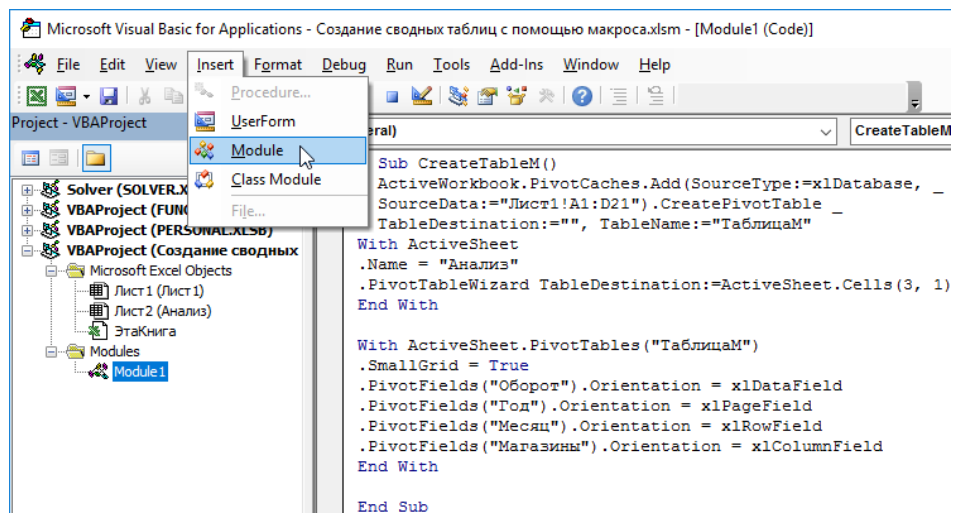 Microsoft Visual Basic for Applications - Создание сводных таблиц с помощью макроса.xlsm - [Module1 (Code)]
File Edit View Insert Format Debug Run Tools Add-Ins Window Help
Procedure...
UserForm
Module
Class Module
File...
Project - VBAProject
eral)
CreateTableM
Solver (SOLVER.X
VBAProject (FUNC
VBAProject (PERSONAL.XLSB)
VBAProject (Создание сводных
Microsoft Excel Objects
Лист1 (Лист1)
Лист2 (Анализ)
ЭтаКнига
Modules
Module1
Sub CreateTableM()
ActiveWorkbook.PivotCaches.Add(SourceType:=xlDatabase, _
SourceData:="Лист1!A1:D21").CreatePivotTable _
TableDestination:="", TableName:="ТаблицаМ"
With ActiveSheet
.Name = "Анализ"
.PivotTableWizard TableDestination:=ActiveSheet.Cells(3, 1)
End With
With ActiveSheet.PivotTables("ТаблицаМ")
.SmallGrid = True
.PivotFields("Оборот").Orientation = xlDataField
.PivotFields("Год").Orientation = xlPageField
.PivotFields("Месяц").Orientation = xlRowField
.PivotFields("Магазины").Orientation = xlColumnField
End With
End Sub